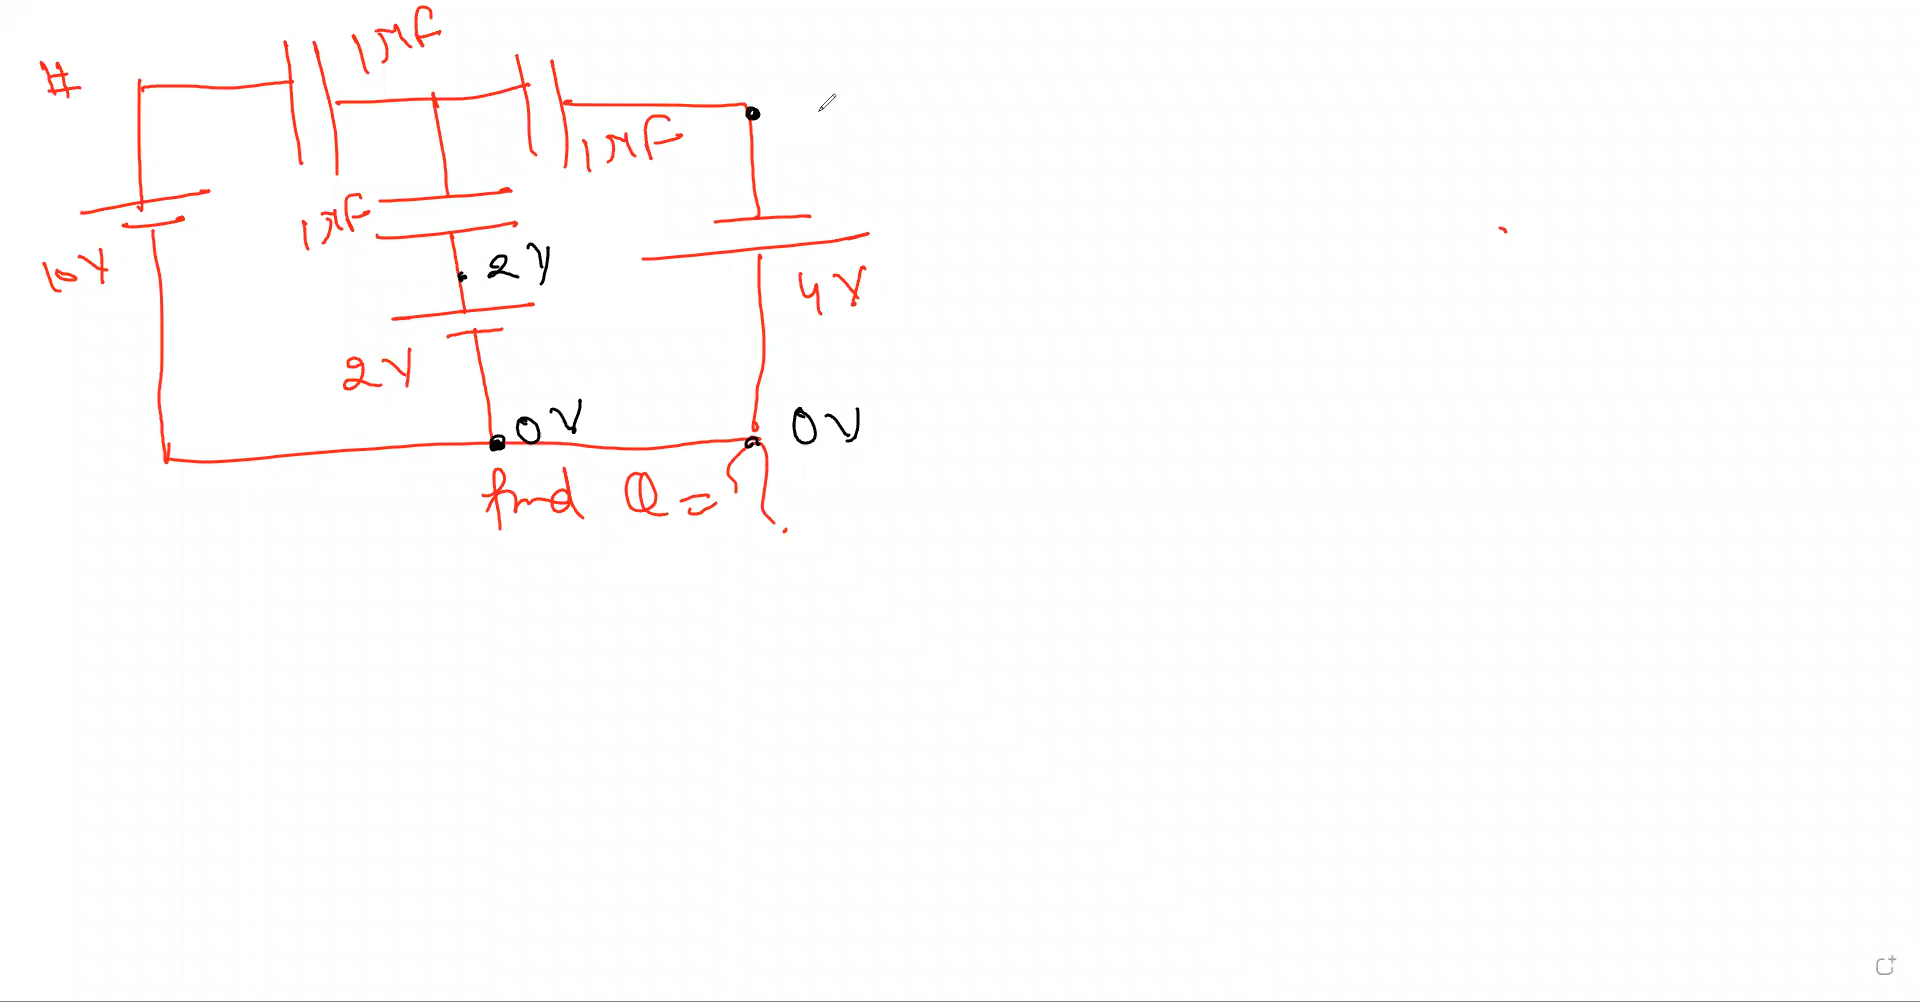 #
1μF
1μF
1μF
2V
10V
4V
2V
0V
0V
find Q = ?